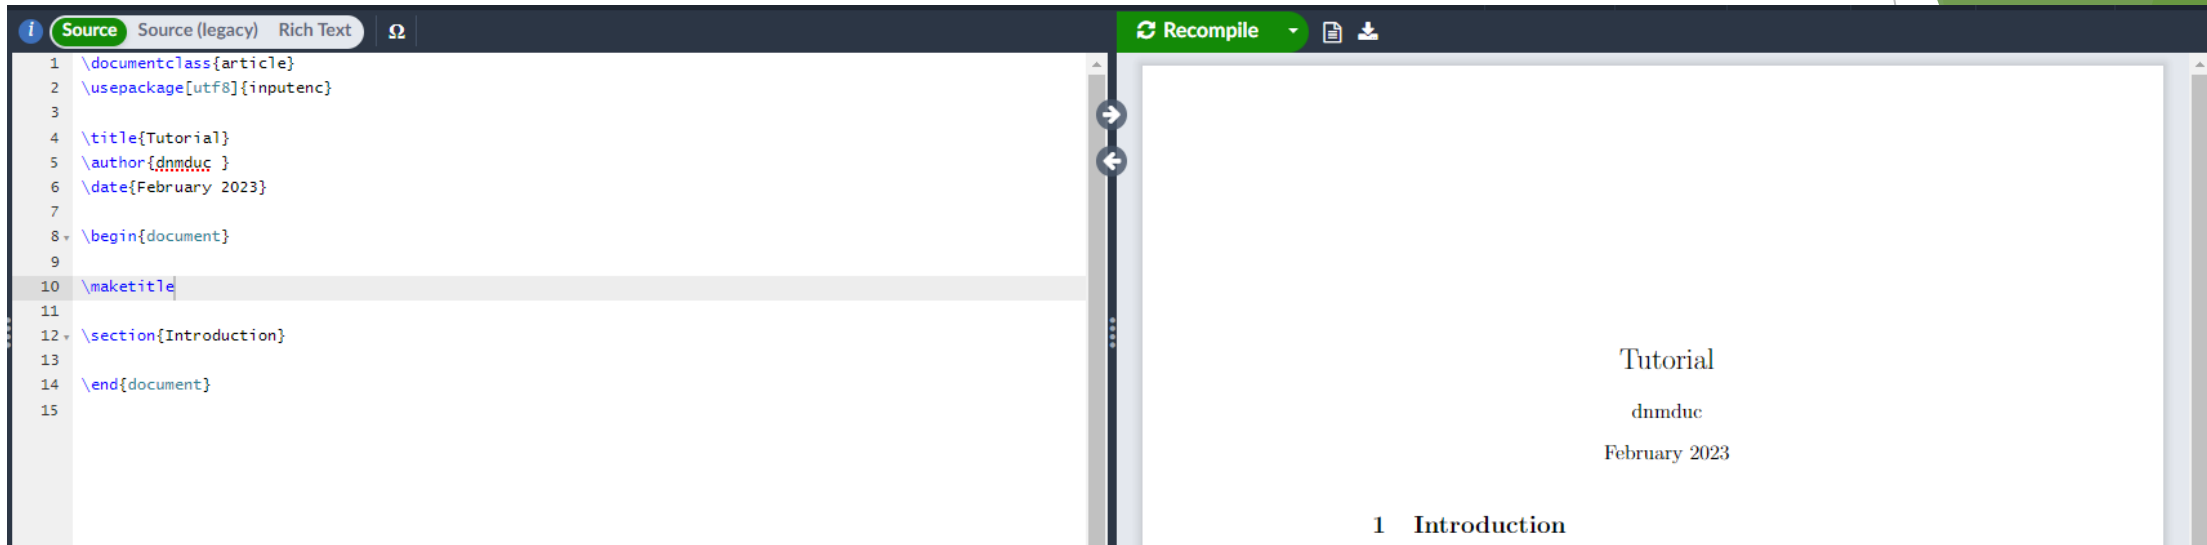 i Source Source (legacy) Rich Text Ω
Recompile
1 \documentclass{article}
2 \usepackage[utf8]{inputenc}
3
4 \title{Tutorial}
5 \author{dnmduc }
6 \date{February 2023}
7
8 \begin{document}
9
10 \maketitle
11
12 \section{Introduction}
13
14 \end{document}
15
Tutorial
dnmduc
February 2023
1 Introduction